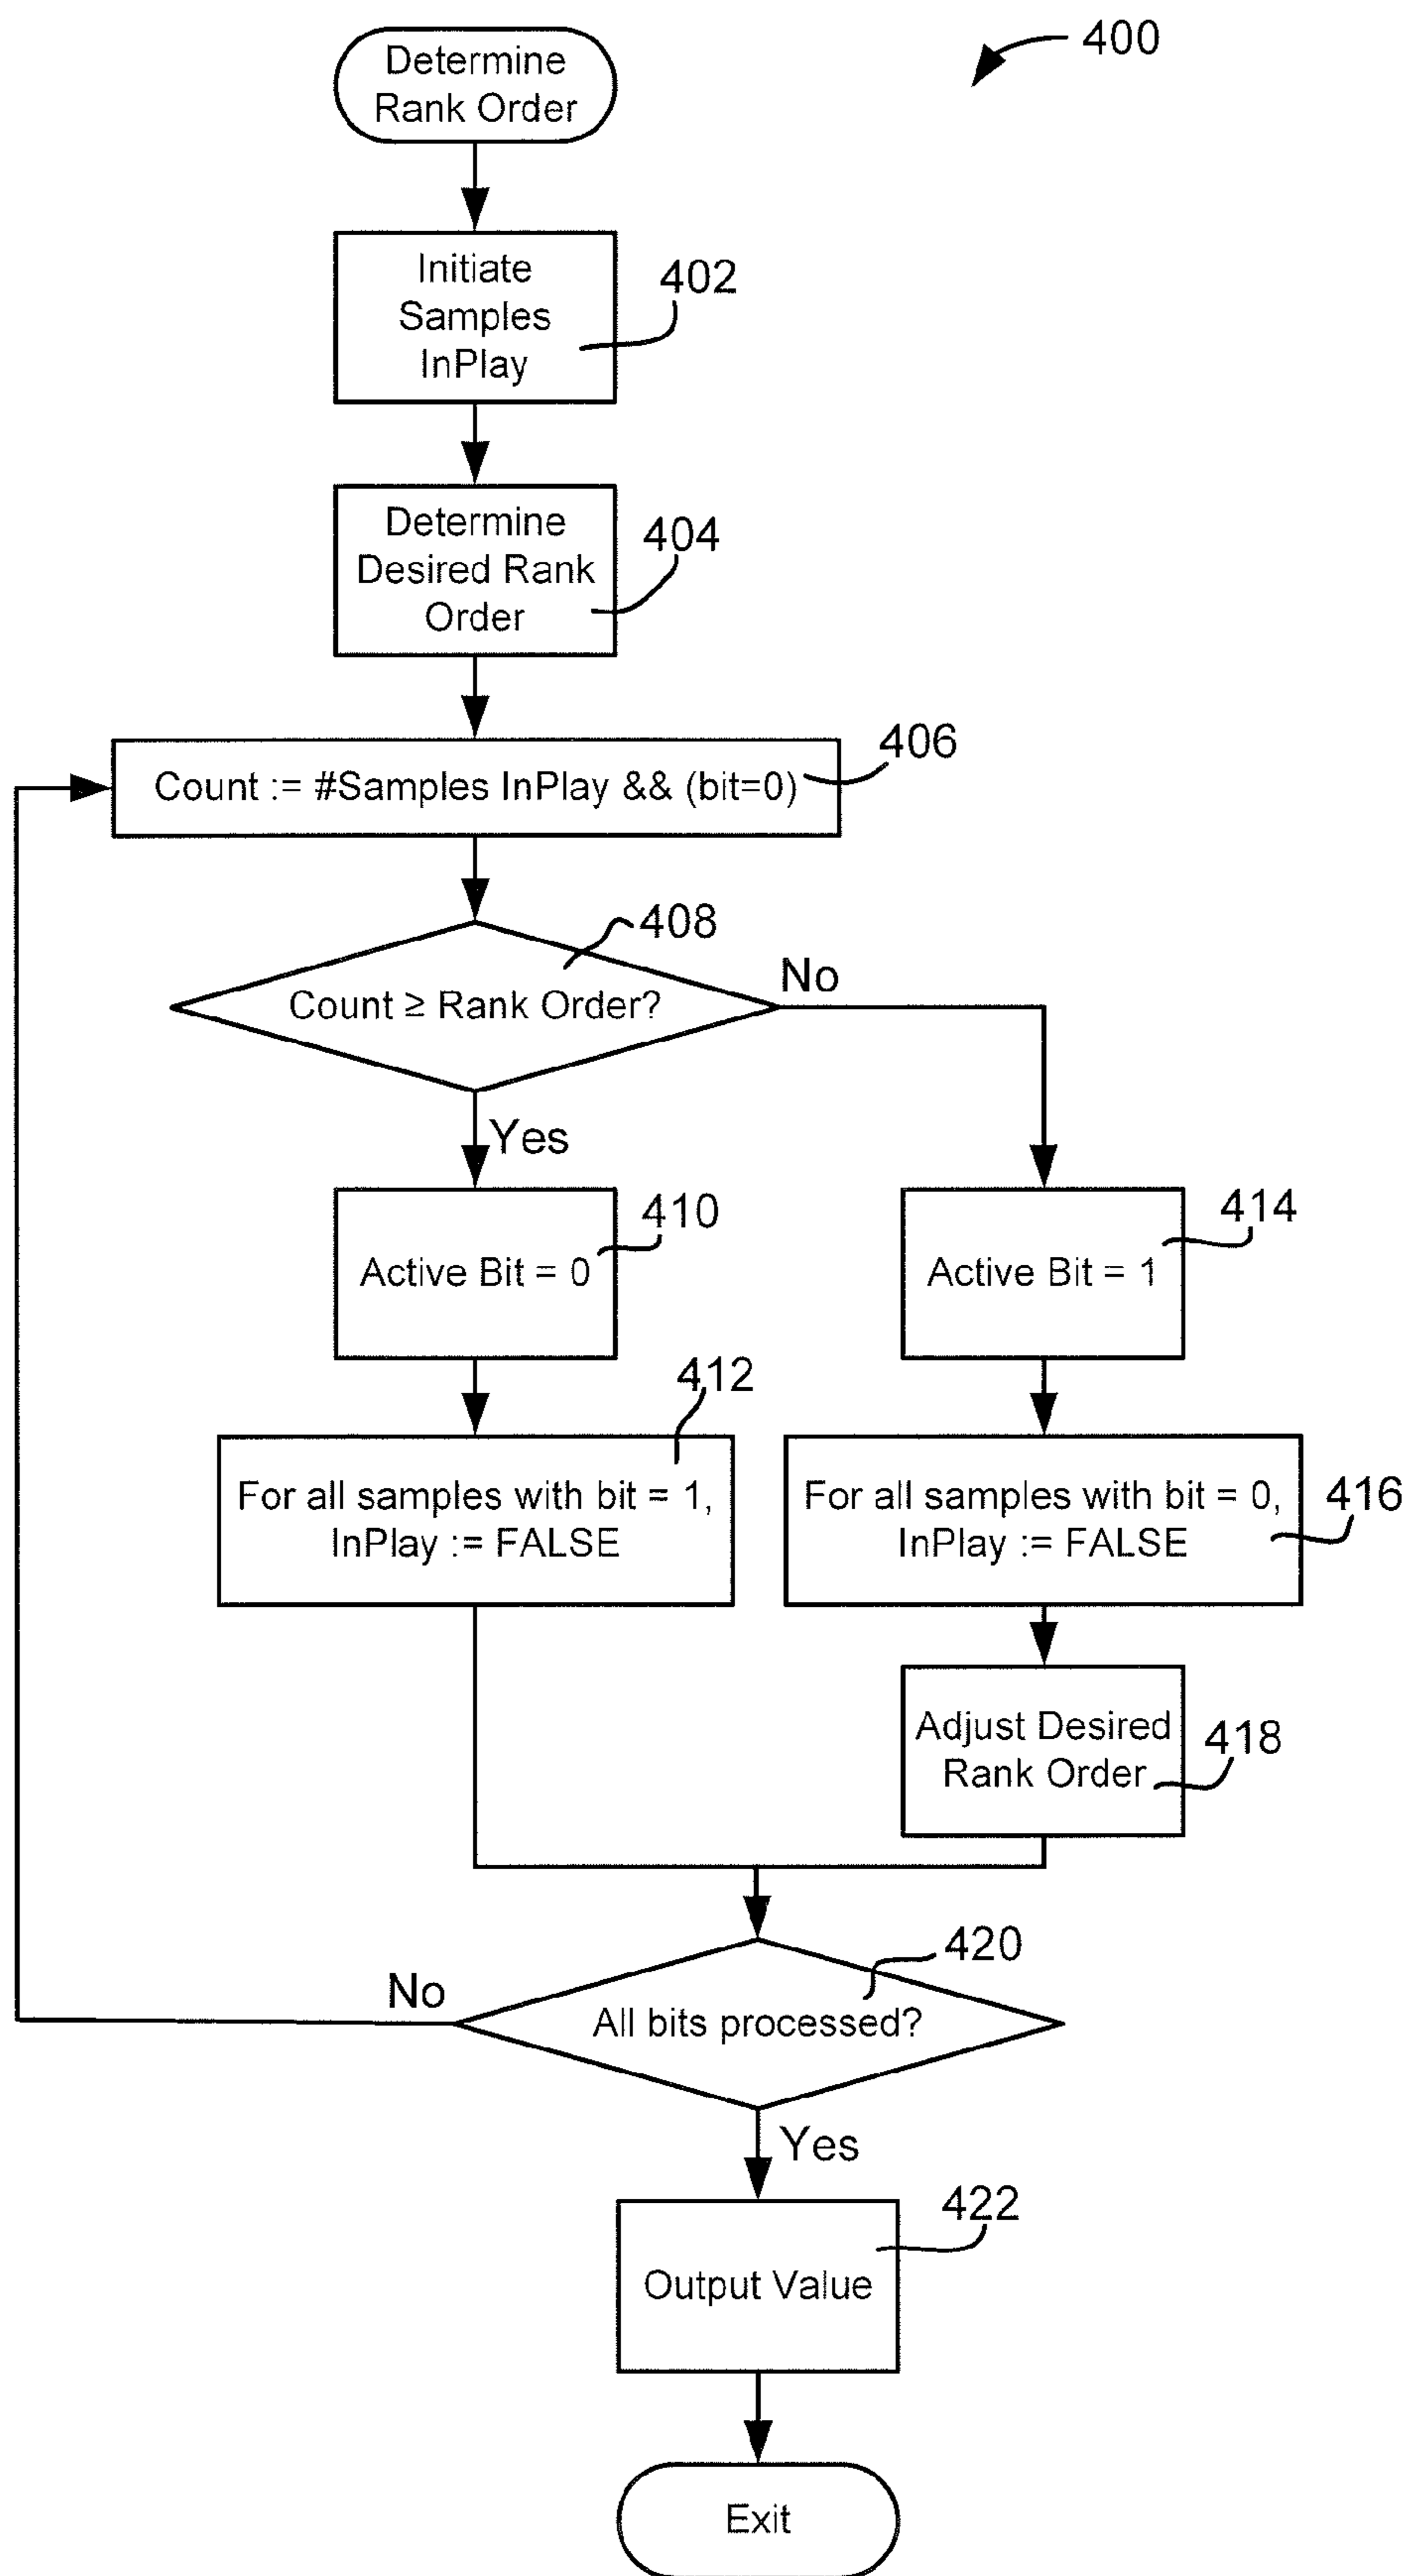 Determine
Rank Order
400
Initiate
Samples
InPlay
402
Determine
Desired Rank
Order
404
Count := #Samples InPlay && (bit=0)
406
408
Count ≥ Rank Order?
No
Yes
Active Bit = 0
410
Active Bit = 1
414
412
For all samples with bit = 1,
InPlay := FALSE
For all samples with bit = 0,
InPlay := FALSE
416
Adjust Desired
Rank Order
418
420
All bits processed?
No
Yes
422
Output Value
Exit